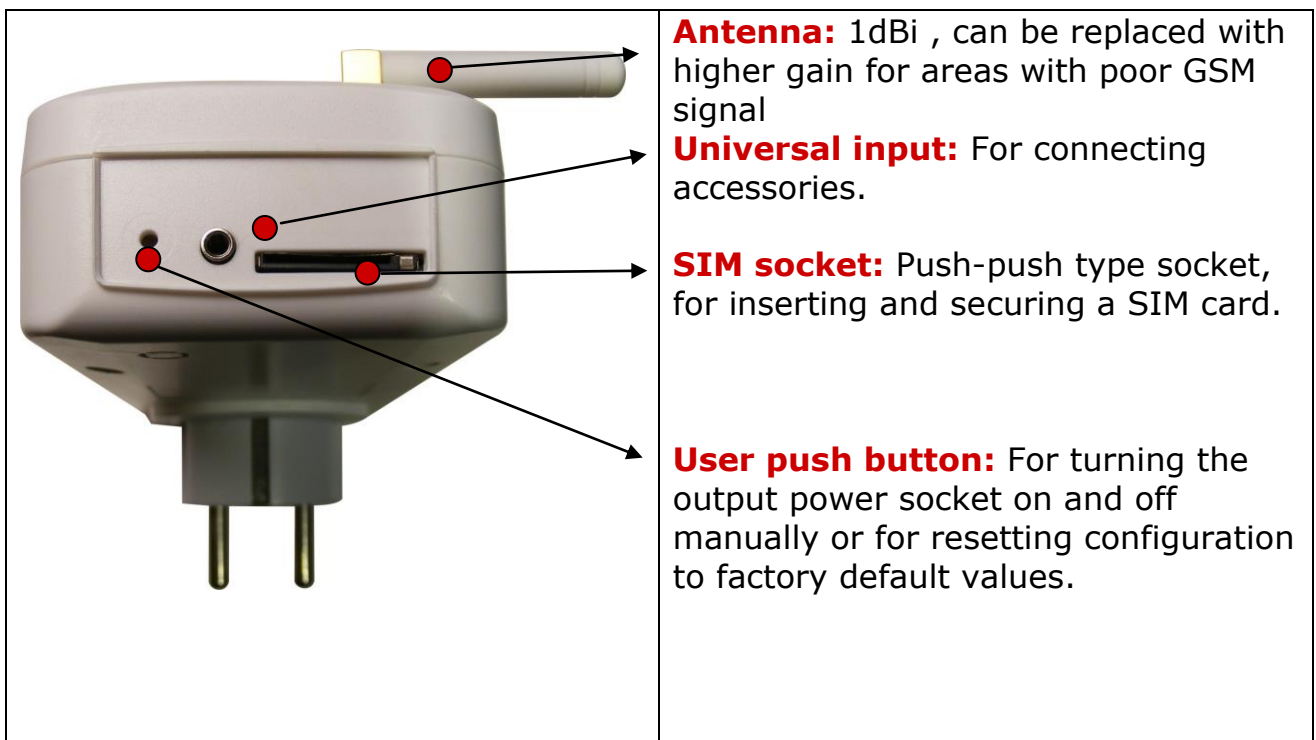 Antenna: 1dBi , can be replaced with
higher gain for areas with poor GSM
signal
Universal input: For connecting
accessories.
SIM socket: Push-push type socket,
for inserting and securing a SIM card.
User push button: For turning the
output power socket on and off
manually or for resetting configuration
to factory default values.